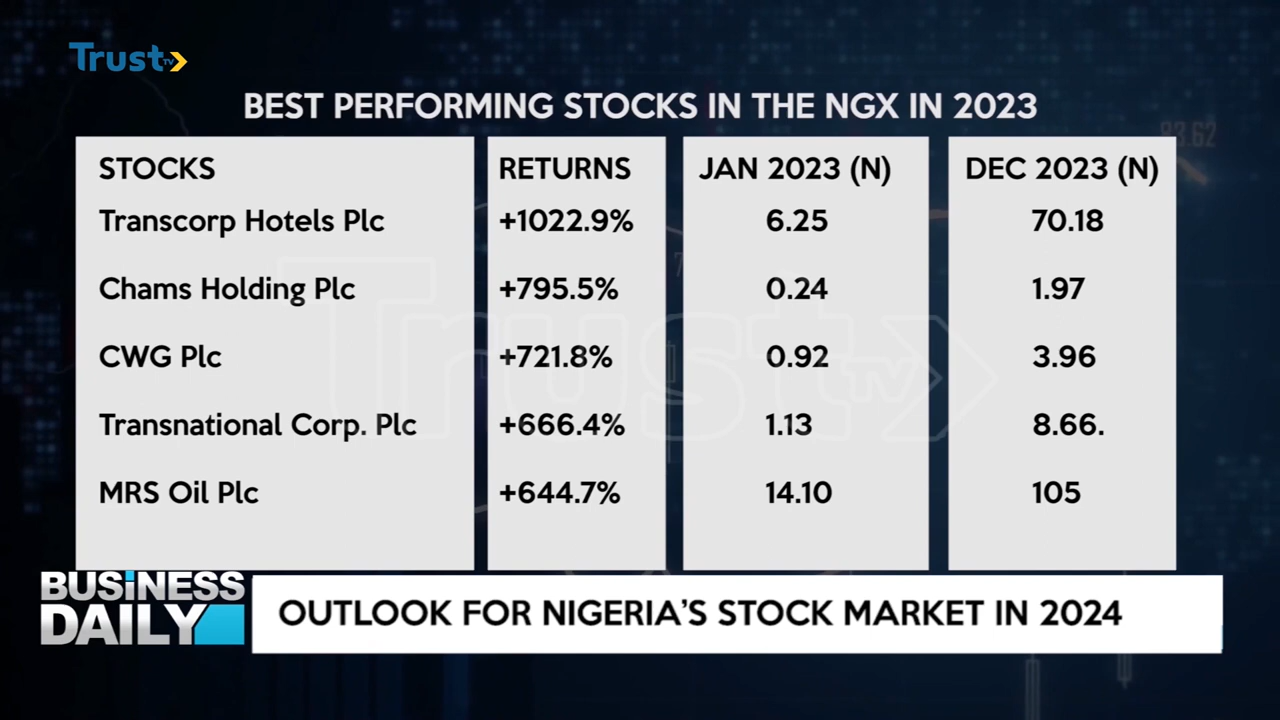 Trust TV
BEST PERFORMING STOCKS IN THE NGX IN 2023
STOCKS RETURNS JAN 2023 (N) DEC 2023 (N)
Transcorp Hotels Plc +1022.9% 6.25 70.18
Chams Holding Plc +795.5% 0.24 1.97
CWG Plc +721.8% 0.92 3.96
Transnational Corp. Plc +666.4% 1.13 8.66.
MRS Oil Plc +644.7% 14.10 105
Trust TV
BUSiNESS
DAILY
OUTLOOK FOR NIGERIA'S STOCK MARKET IN 2024